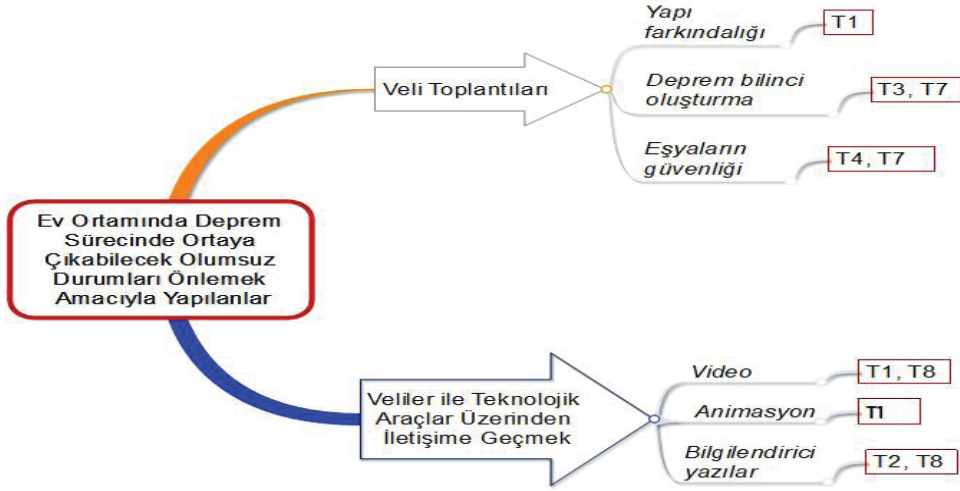 Ev Ortamında Deprem
Sürecinde Ortaya
Çıkabilecek Olumsuz
Durumları Önlemek
Amacıyla Yapılanlar
Veli Toplantıları
Yapı
farkındalığı
T1
Deprem bilinci
oluşturma
T3, T7
Eşyaların
güvenliği
T4, T7
Veliler ile Teknolojik
Araçlar Üzerinden
İletişime Geçmek
Video
T1, T8
Animasyon
T1
Bilgilendirici
yazılar
T2, T8